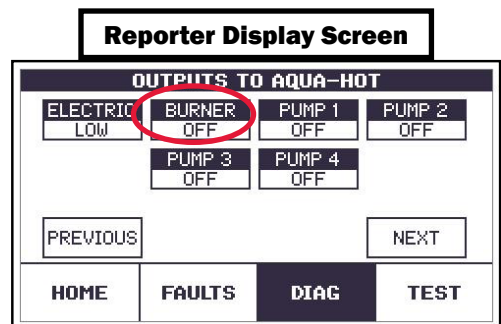 Reporter Display Screen
OUTPUTS TO AQUA-HOT
ELECTRIC BURNER PUMP 1 PUMP 2
LOW OFF OFF OFF
PUMP 3 PUMP 4
OFF OFF
PREVIOUS NEXT
HOME FAULTS DIAG TEST